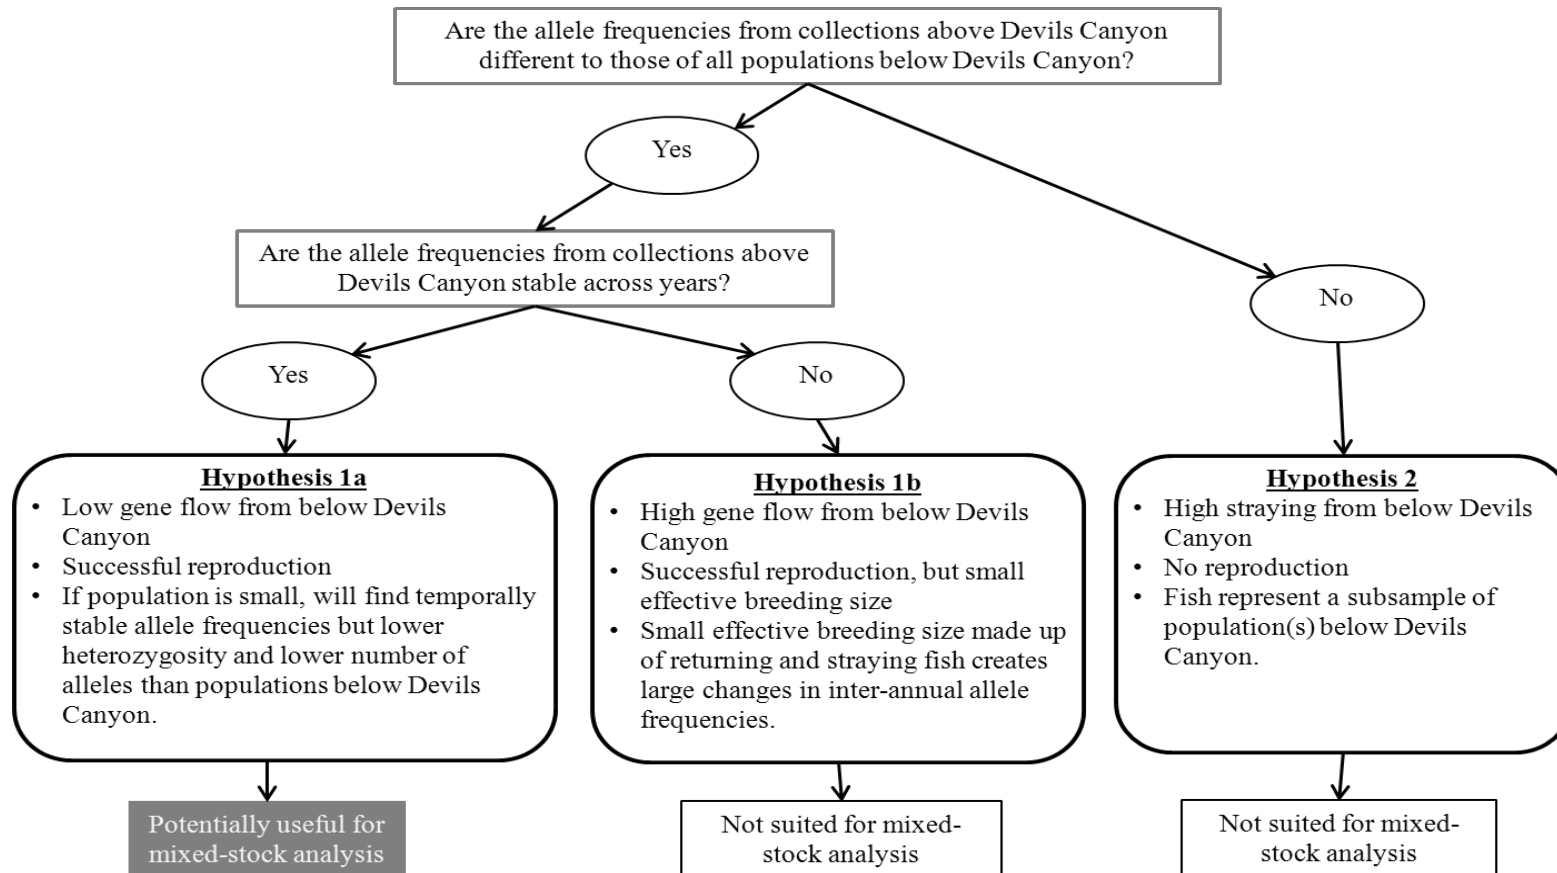 Are the allele frequencies from collections above Devils Canyon
different to those of all populations below Devils Canyon?
Yes
Are the allele frequencies from collections above
Devils Canyon stable across years?
No
Yes
No
Hypothesis 1a
• Low gene flow from below Devils
Canyon
• Successful reproduction
• If population is small, will find temporally
stable allele frequencies but lower
heterozygosity and lower number of
alleles than populations below Devils
Canyon.
Hypothesis 1b
• High gene flow from below Devils
Canyon
• Successful reproduction, but small
effective breeding size
• Small effective breeding size made up
of returning and straying fish creates
large changes in inter-annual allele
frequencies.
Hypothesis 2
• High straying from below Devils
Canyon
• No reproduction
• Fish represent a subsample of
population(s) below Devils
Canyon.
Potentially useful for
mixed-stock analysis
Not suited for mixed-
stock analysis
Not suited for mixed-
stock analysis